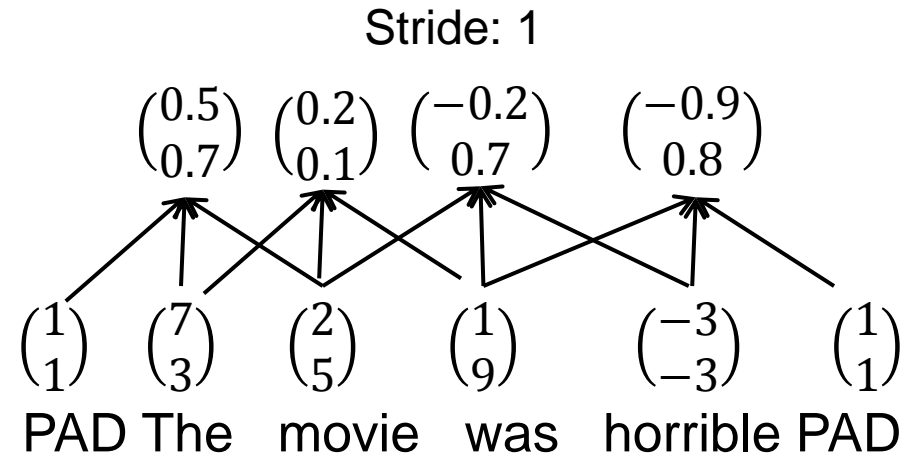 Stride: 1
(0.5 0.7) (0.2 0.1) (−0.2 0.7) (−0.9 0.8)
(1 1) (7 3) (2 5) (1 9) (−3 −3) (1 1)
PAD The movie was horrible PAD